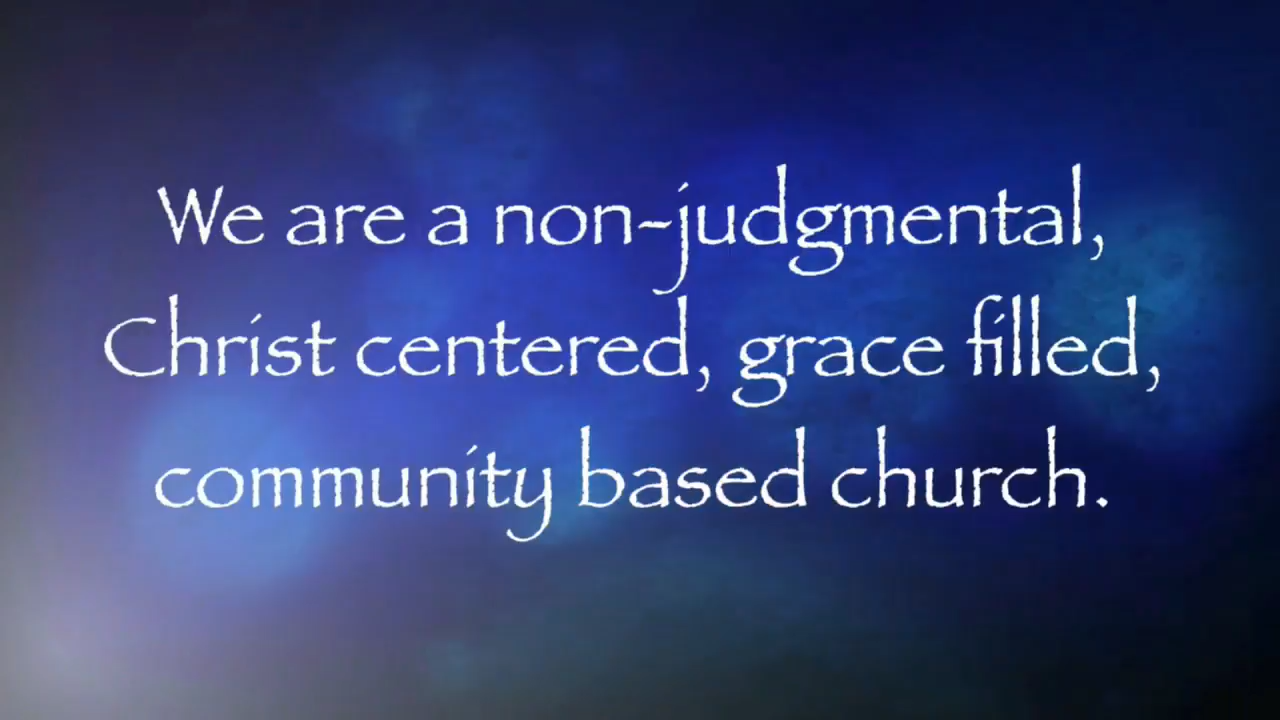 We are a non-judgmental,
Christ centered, grace filled,
community based church.